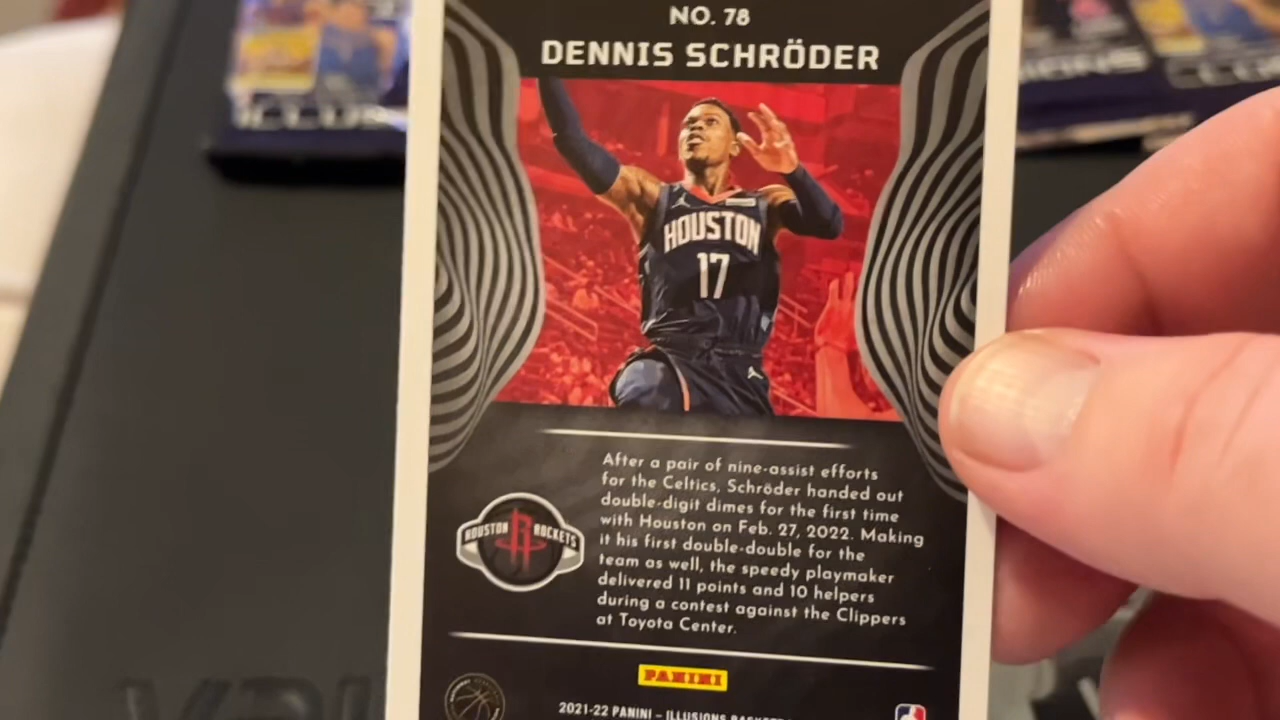 NO. 78
DENNIS SCHRÖDER
HOUSTON
17
After a pair of nine-assist efforts
for the Celtics, Schröder handed out
double-digit dimes for the first time
with Houston on Feb. 27, 2022. Making
it his first double-double for the
team as well, the speedy playmaker
delivered 11 points and 10 helpers
during a contest against the Clippers
at Toyota Center.
HOUSTON R ROCKETS
PANINI
2021-22 PANINI – ILLUSIONS